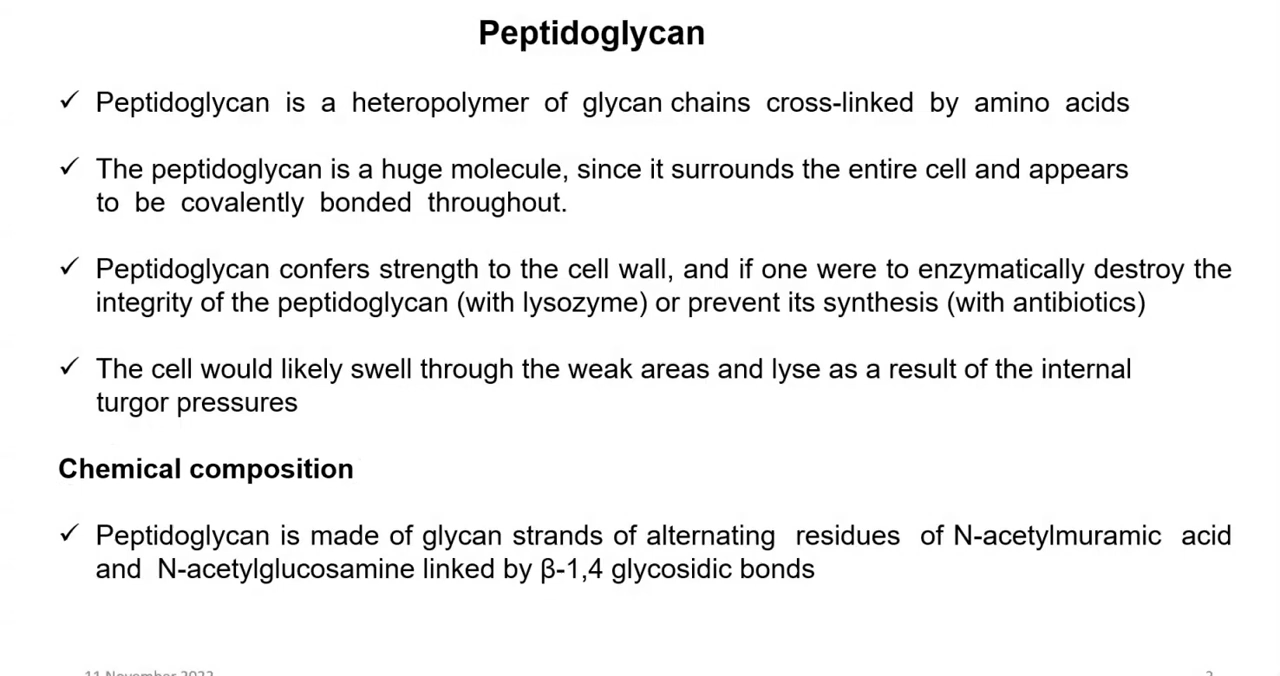 Peptidoglycan
✓ Peptidoglycan is a heteropolymer of glycan chains cross-linked by amino acids
✓ The peptidoglycan is a huge molecule, since it surrounds the entire cell and appears
to be covalently bonded throughout.
✓ Peptidoglycan confers strength to the cell wall, and if one were to enzymatically destroy the
integrity of the peptidoglycan (with lysozyme) or prevent its synthesis (with antibiotics)
✓ The cell would likely swell through the weak areas and lyse as a result of the internal
turgor pressures
Chemical composition
✓ Peptidoglycan is made of glycan strands of alternating residues of N-acetylmuramic acid
and N-acetylglucosamine linked by β-1,4 glycosidic bonds
11 November